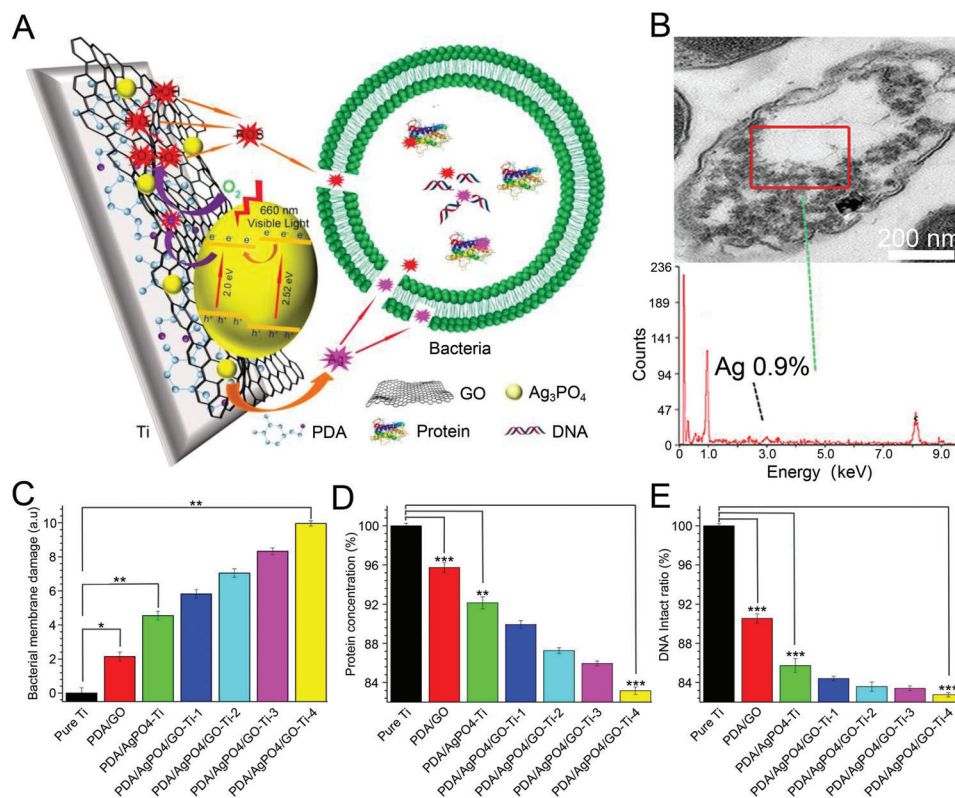 A
O₂
660 nm
Visible Light
e⁻ e⁻ e⁻ e⁻
2.0 eV
2.52 eV
h⁺ h⁺ h⁺ h⁺
Ag
Bacteria
Ti
GO
Ag₃PO₄
PDA
Protein
DNA
B
200 nm
236
189
141
94
47
0
Counts
Ag 0.9%
0 1.0 3.0 5.0 7.0 9.0
Energy (keV)
C
Bacterial membrane damage (a.u)
10
8
6
4
2
0
**
**
*
Pure Ti
PDA/GO
PDA/AgPO4-Ti
PDA/AgPO4/GO-Ti-1
PDA/AgPO4/GO-Ti-2
PDA/AgPO4/GO-Ti-3
PDA/AgPO4/GO-Ti-4
D
Protein concentration (%)
100
96
92
88
84
***
**
***
Pure Ti
PDA/GO
PDA/AgPO4-Ti
PDA/AgPO4/GO-Ti-1
PDA/AgPO4/GO-Ti-2
PDA/AgPO4/GO-Ti-3
PDA/AgPO4/GO-Ti-4
E
DNA Intact ratio (%)
100
96
92
88
84
***
***
***
Pure Ti
PDA/GO
PDA/AgPO4-Ti
PDA/AgPO4/GO-Ti-1
PDA/AgPO4/GO-Ti-2
PDA/AgPO4/GO-Ti-3
PDA/AgPO4/GO-Ti-4